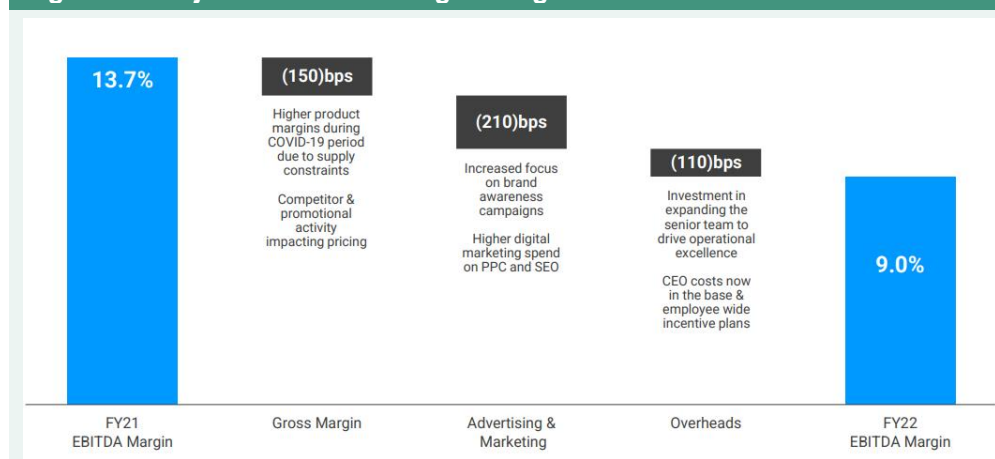 13.7%
(150)bps
Higher product
margins during
COVID-19 period
due to supply
constraints
Competitor &
promotional
activity
impacting pricing
(210)bps
Increased focus
on brand
awareness
campaigns
Higher digital
marketing spend
on PPC and SEO
(110)bps
Investment in
expanding the
senior team to
drive operational
excellence
CEO costs now
in the base &
employee wide
incentive plans
9.0%
FY21
EBITDA Margin
Gross Margin
Advertising &
Marketing
Overheads
FY22
EBITDA Margin